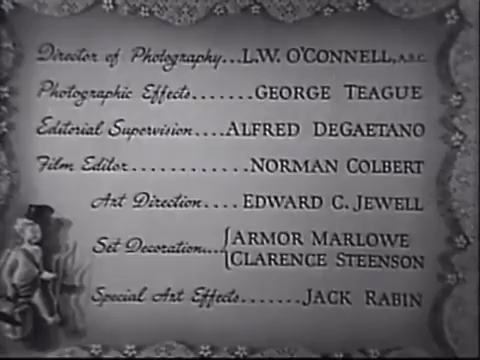 Director of Photography...L.W. O'CONNELL, A.S.C.
Photographic Effects.......GEORGE TEAGUE
Editorial Supervision....ALFRED DeGAETANO
Film Editor............NORMAN COLBERT
Art Direction....EDWARD C. JEWELL
Set Decoration...{ARMOR MARLOWE
CLARENCE STEENSON
Special Art Effects.......JACK RABIN